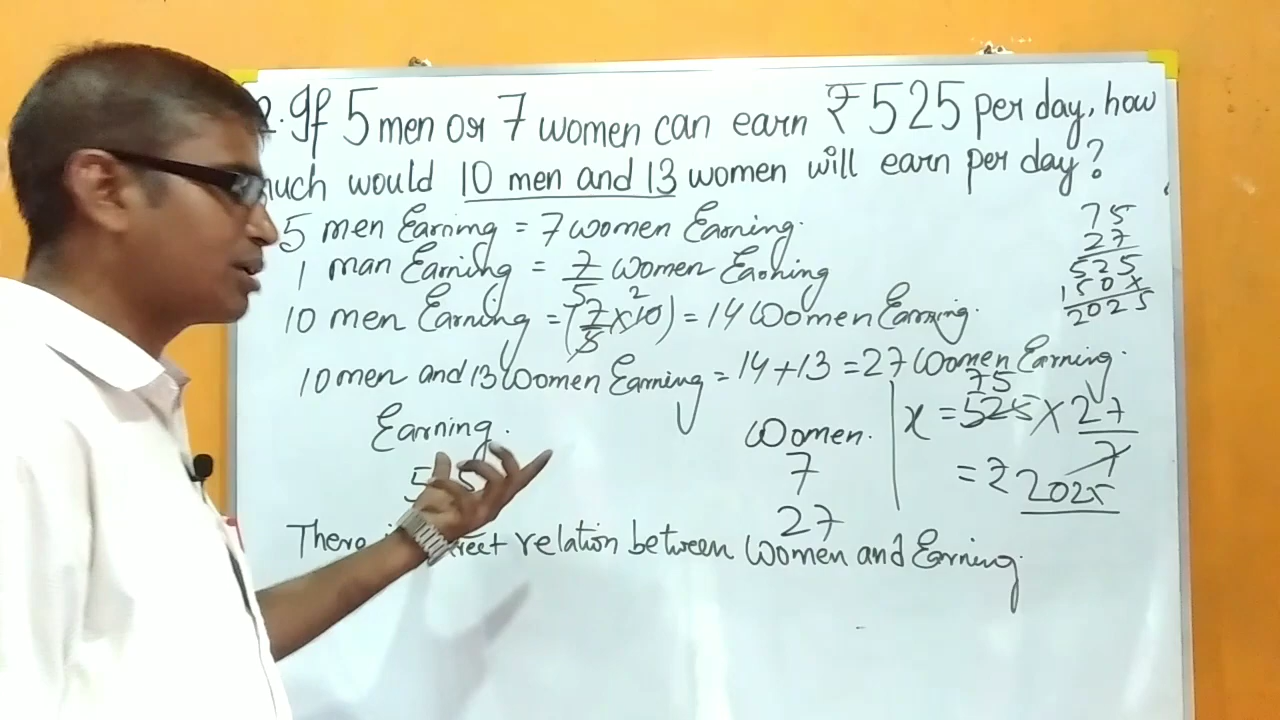 2. If 5 men or 7 women can earn ₹525 per day, how
much would 10 men and 13 women will earn per day?
5 men Earning = 7 women Earning.
1 man Earning = 7/5 women Earning
10 men Earning = (7/5 × 10) = 14 Women Earning.
2
10 men and 13 Women Earning = 14 + 13 = 27 Women Earning.
Earning.
Women.
7
27
There direct relation between Women and Earning.
75
x = 525 × 27/7
= ₹ 2025
75
27
525
150×
2025